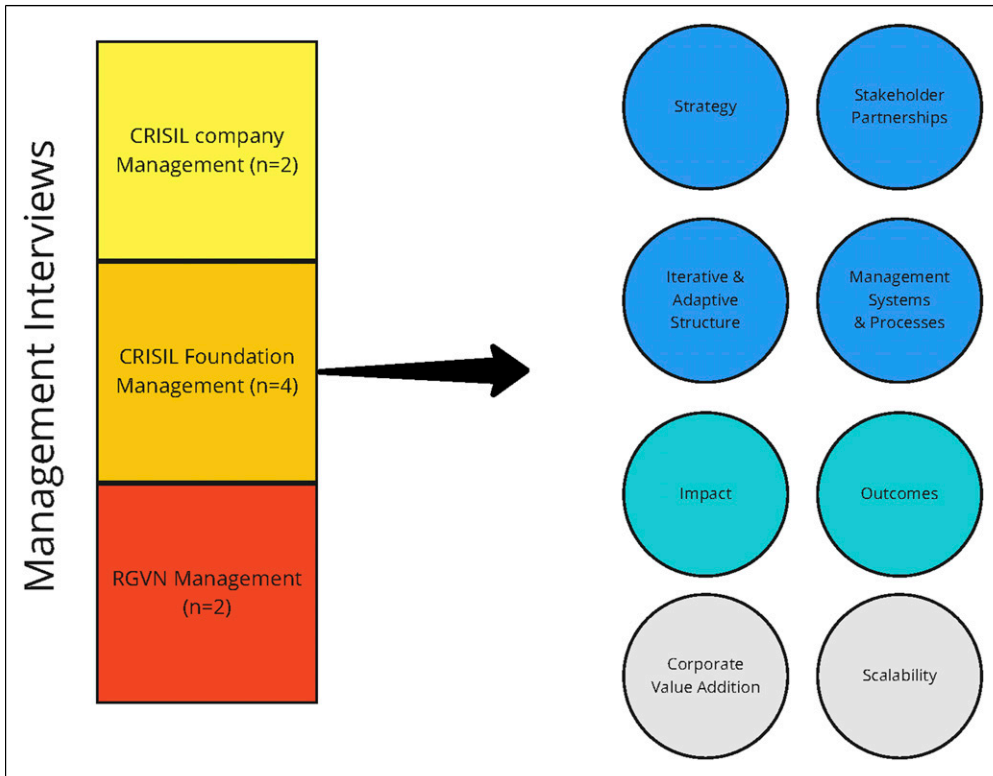 Management Interviews
CRISIL company
Management (n=2)
CRISIL Foundation
Management (n=4)
RGVN Management
(n=2)
Strategy
Stakeholder
Partnerships
Iterative &
Adaptive
Structure
Management
Systems
& Processes
Impact
Outcomes
Corporate
Value Addition
Scalability